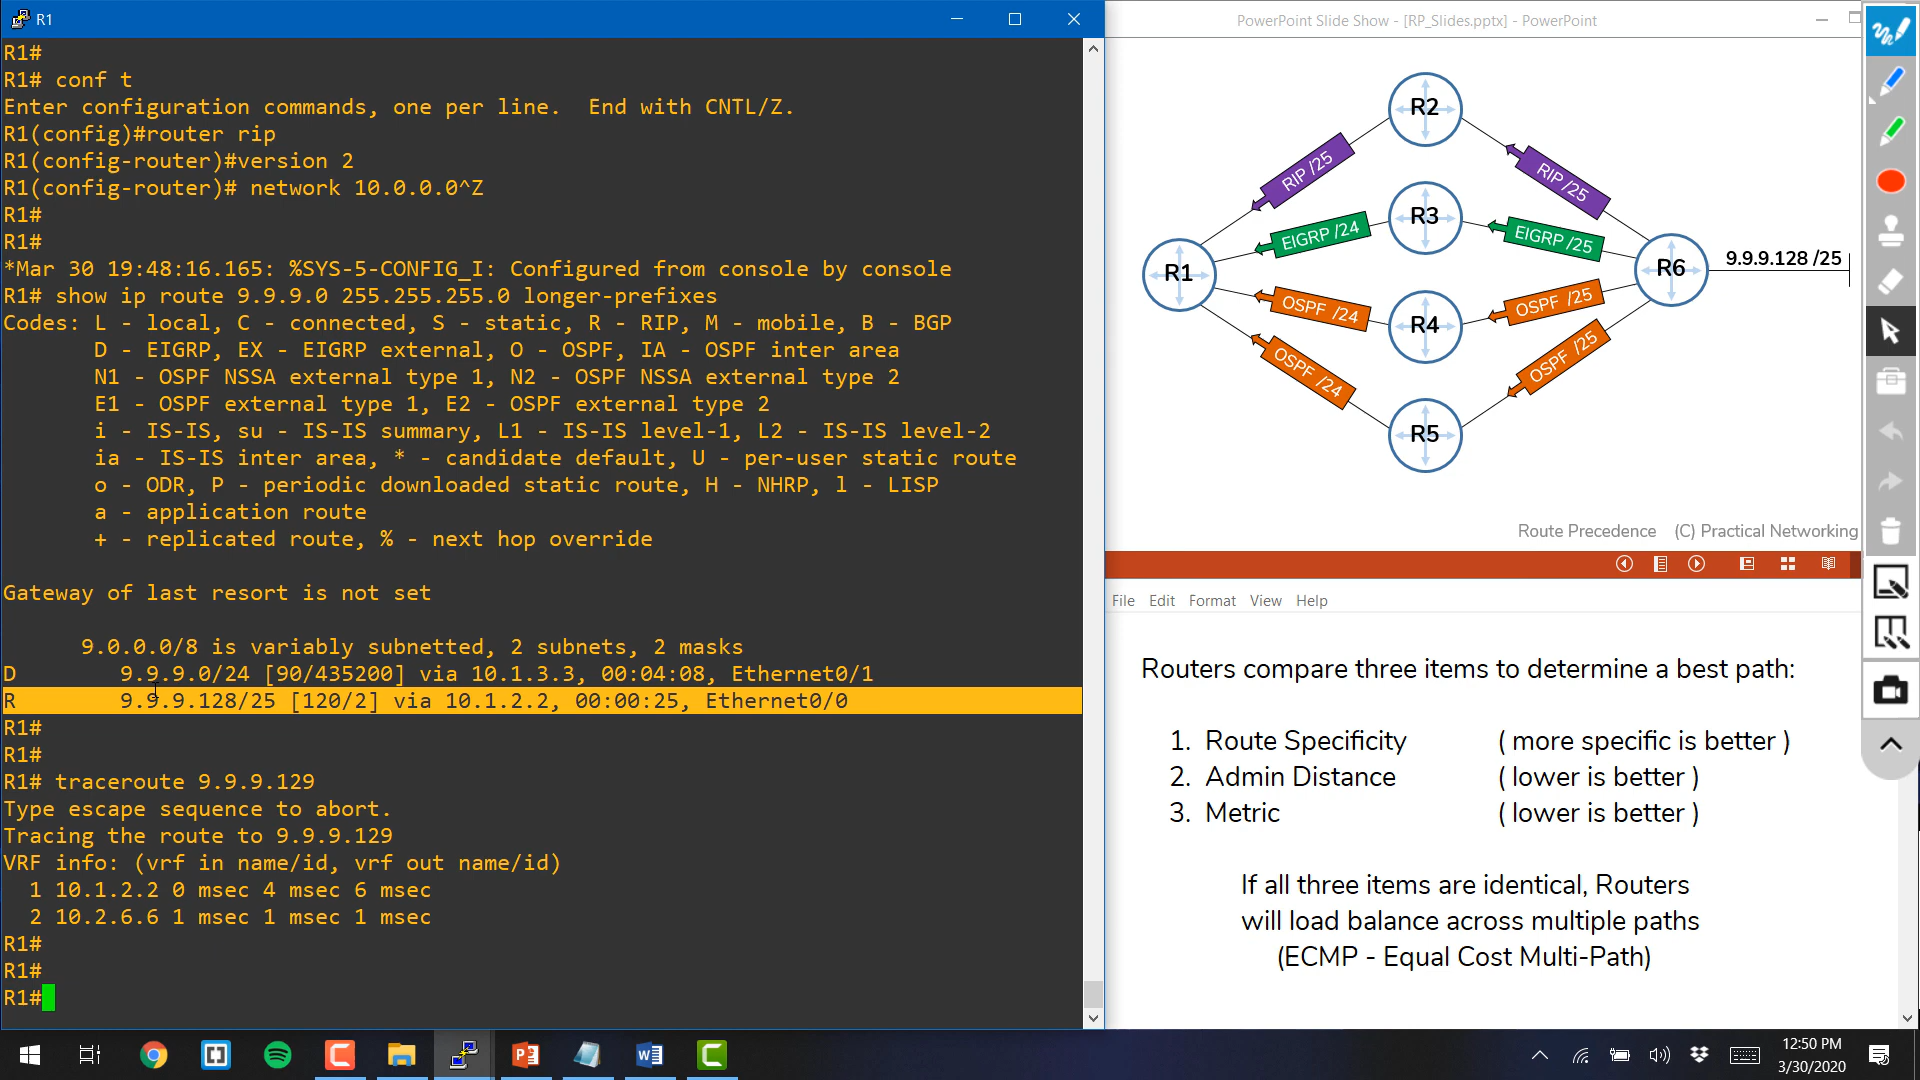 R1
R1#
R1# conf t
Enter configuration commands, one per line.  End with CNTL/Z.
R1(config)#router rip
R1(config-router)#version 2
R1(config-router)# network 10.0.0.0^Z
R1#
R1#
*Mar 30 19:48:16.165: %SYS-5-CONFIG_I: Configured from console by console
R1# show ip route 9.9.9.0 255.255.255.0 longer-prefixes
Codes: L - local, C - connected, S - static, R - RIP, M - mobile, B - BGP
       D - EIGRP, EX - EIGRP external, O - OSPF, IA - OSPF inter area
       N1 - OSPF NSSA external type 1, N2 - OSPF NSSA external type 2
       E1 - OSPF external type 1, E2 - OSPF external type 2
       i - IS-IS, su - IS-IS summary, L1 - IS-IS level-1, L2 - IS-IS level-2
       ia - IS-IS inter area, * - candidate default, U - per-user static route
       o - ODR, P - periodic downloaded static route, H - NHRP, l - LISP
       a - application route
       + - replicated route, % - next hop override
Gateway of last resort is not set
      9.0.0.0/8 is variably subnetted, 2 subnets, 2 masks
D        9.9.9.0/24 [90/435200] via 10.1.3.3, 00:04:08, Ethernet0/1
R        9.9.9.128/25 [120/2] via 10.1.2.2, 00:00:25, Ethernet0/0
R1#
R1#
R1# traceroute 9.9.9.129
Type escape sequence to abort.
Tracing the route to 9.9.9.129
VRF info: (vrf in name/id, vrf out name/id)
  1 10.1.2.2 0 msec 4 msec 6 msec
  2 10.2.6.6 1 msec 1 msec 1 msec
R1#
R1#
R1#
PowerPoint Slide Show - [RP_Slides.pptx] - PowerPoint
R2
RIP /25
RIP /25
R3
EIGRP /24
EIGRP /25
R1
R6
9.9.9.128 /25
OSPF /24
OSPF /25
R4
OSPF /24
OSPF /25
R5
Route Precedence (C) Practical Networking
File Edit Format View Help
Routers compare three items to determine a best path:
1. Route Specificity ( more specific is better )
2. Admin Distance ( lower is better )
3. Metric ( lower is better )
If all three items are identical, Routers
will load balance across multiple paths
(ECMP - Equal Cost Multi-Path)
12:50 PM
3/30/2020